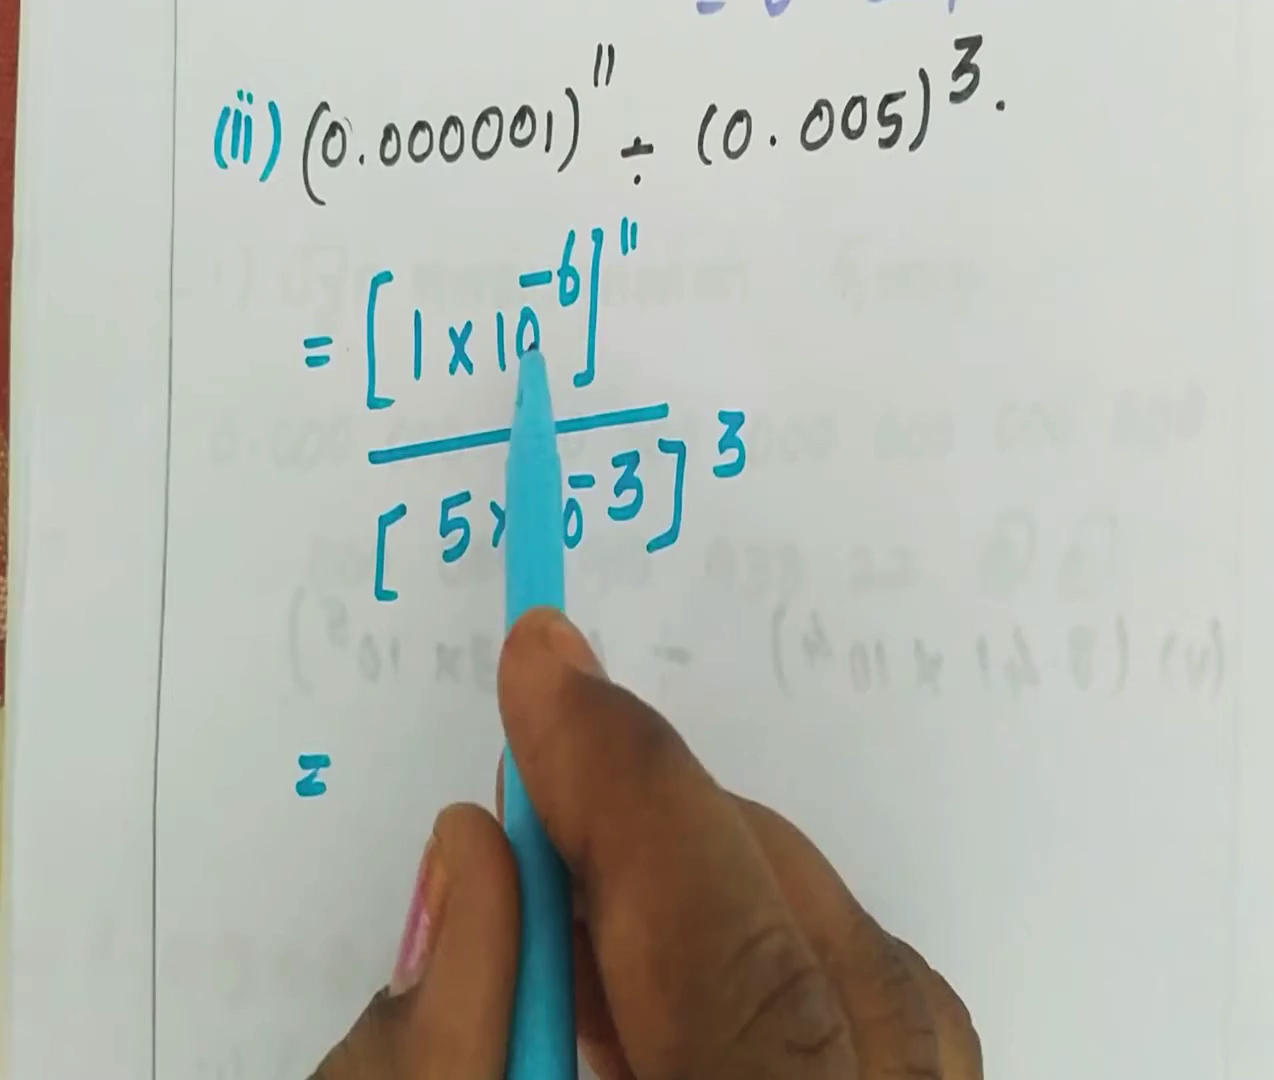 (ii) (0.000001)¹¹ ÷ (0.005)³.
= [1 × 10⁻⁶]¹¹
[5 × 10⁻³]³
=